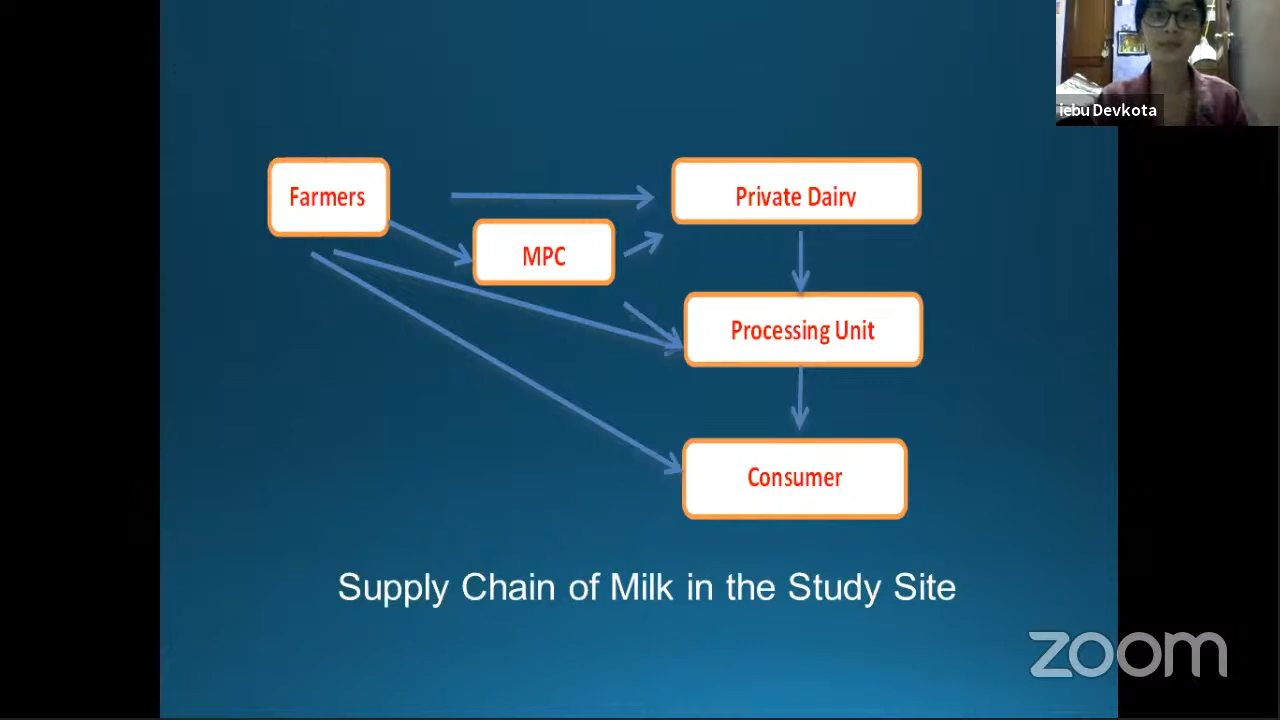 iebu Devkota
Farmers
Private Dairy
MPC
Processing Unit
Consumer
Supply Chain of Milk in the Study Site
zoom